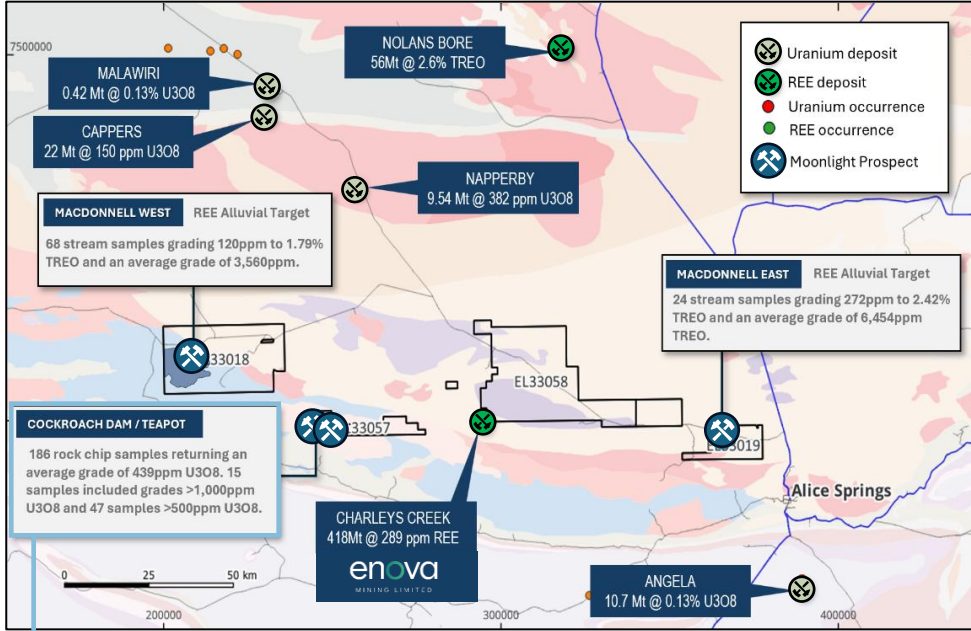 7500000
NOLANS BORE
56Mt @ 2.6% TREO
Uranium deposit
REE deposit
Uranium occurrence
REE occurrence
Moonlight Prospect
MALAWIRI
0.42 Mt @ 0.13% U3O8
CAPPERS
22 Mt @ 150 ppm U3O8
NAPPERBY
9.54 Mt @ 382 ppm U3O8
MACDONNELL WEST REE Alluvial Target
68 stream samples grading 120ppm to 1.79%
TREO and an average grade of 3,560ppm.
MACDONNELL EAST REE Alluvial Target
24 stream samples grading 272ppm to 2.42%
TREO and an average grade of 6,454ppm
TREO.
33018
EL33058
33057
EL33019
COCKROACH DAM / TEAPOT
186 rock chip samples returning an
average grade of 439ppm U3O8. 15
samples included grades >1,000ppm
U3O8 and 47 samples >500ppm U3O8.
Alice Springs
CHARLEYS CREEK
418Mt @ 289 ppm REE
enova
MINING LIMITED
0 25 50 km
ANGELA
10.7 Mt @ 0.13% U3O8
200000
300000
400000